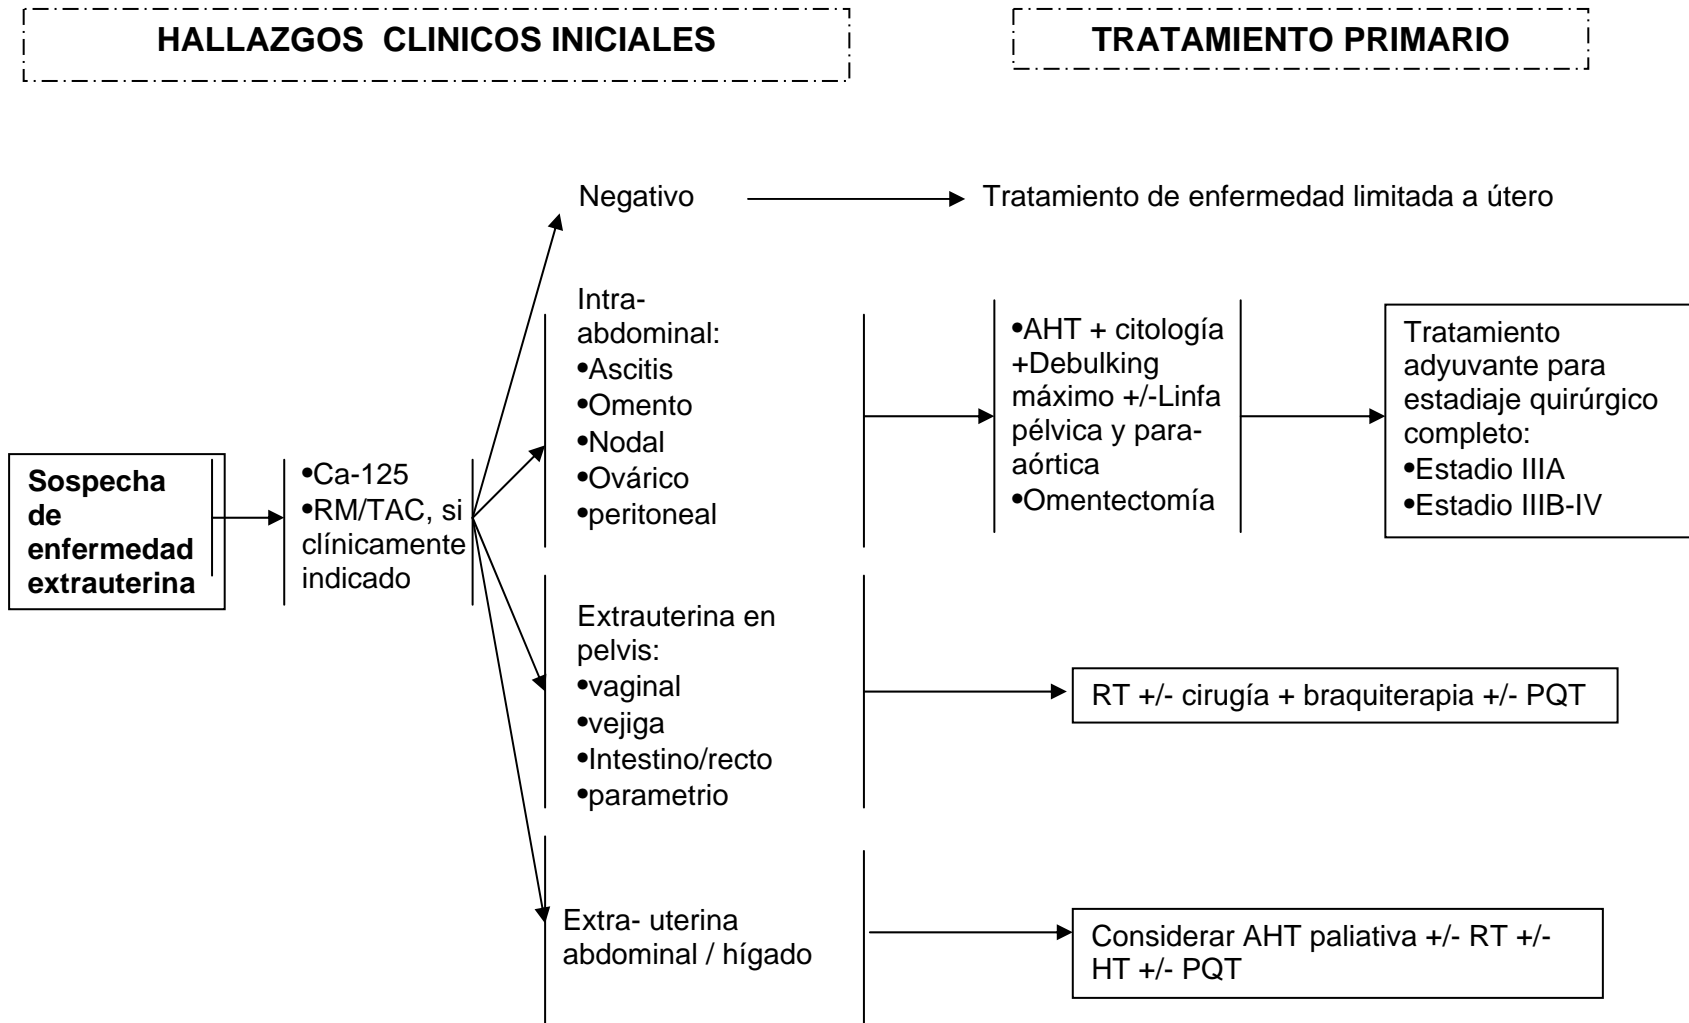 HALLAZGOS CLINICOS INICIALES
TRATAMIENTO PRIMARIO
Negativo
Tratamiento de enfermedad limitada a útero
Sospecha
de
enfermedad
extrauterina
•Ca-125
•RM/TAC, si
clínicamente
indicado
Intra-
abdominal:
•Ascitis
•Omento
•Nodal
•Ovárico
•peritoneal
•AHT + citología
+Debulking
máximo +/-Linfa
pélvica y para-
aórtica
•Omentectomía
Tratamiento
adyuvante para
estadiaje quirúrgico
completo:
•Estadio IIIA
•Estadio IIIB-IV
Extrauterina en
pelvis:
•vaginal
•vejiga
•Intestino/recto
•parametrio
RT +/- cirugía + braquiterapia +/- PQT
Extra- uterina
abdominal / hígado
Considerar AHT paliativa +/- RT +/-
HT +/- PQT